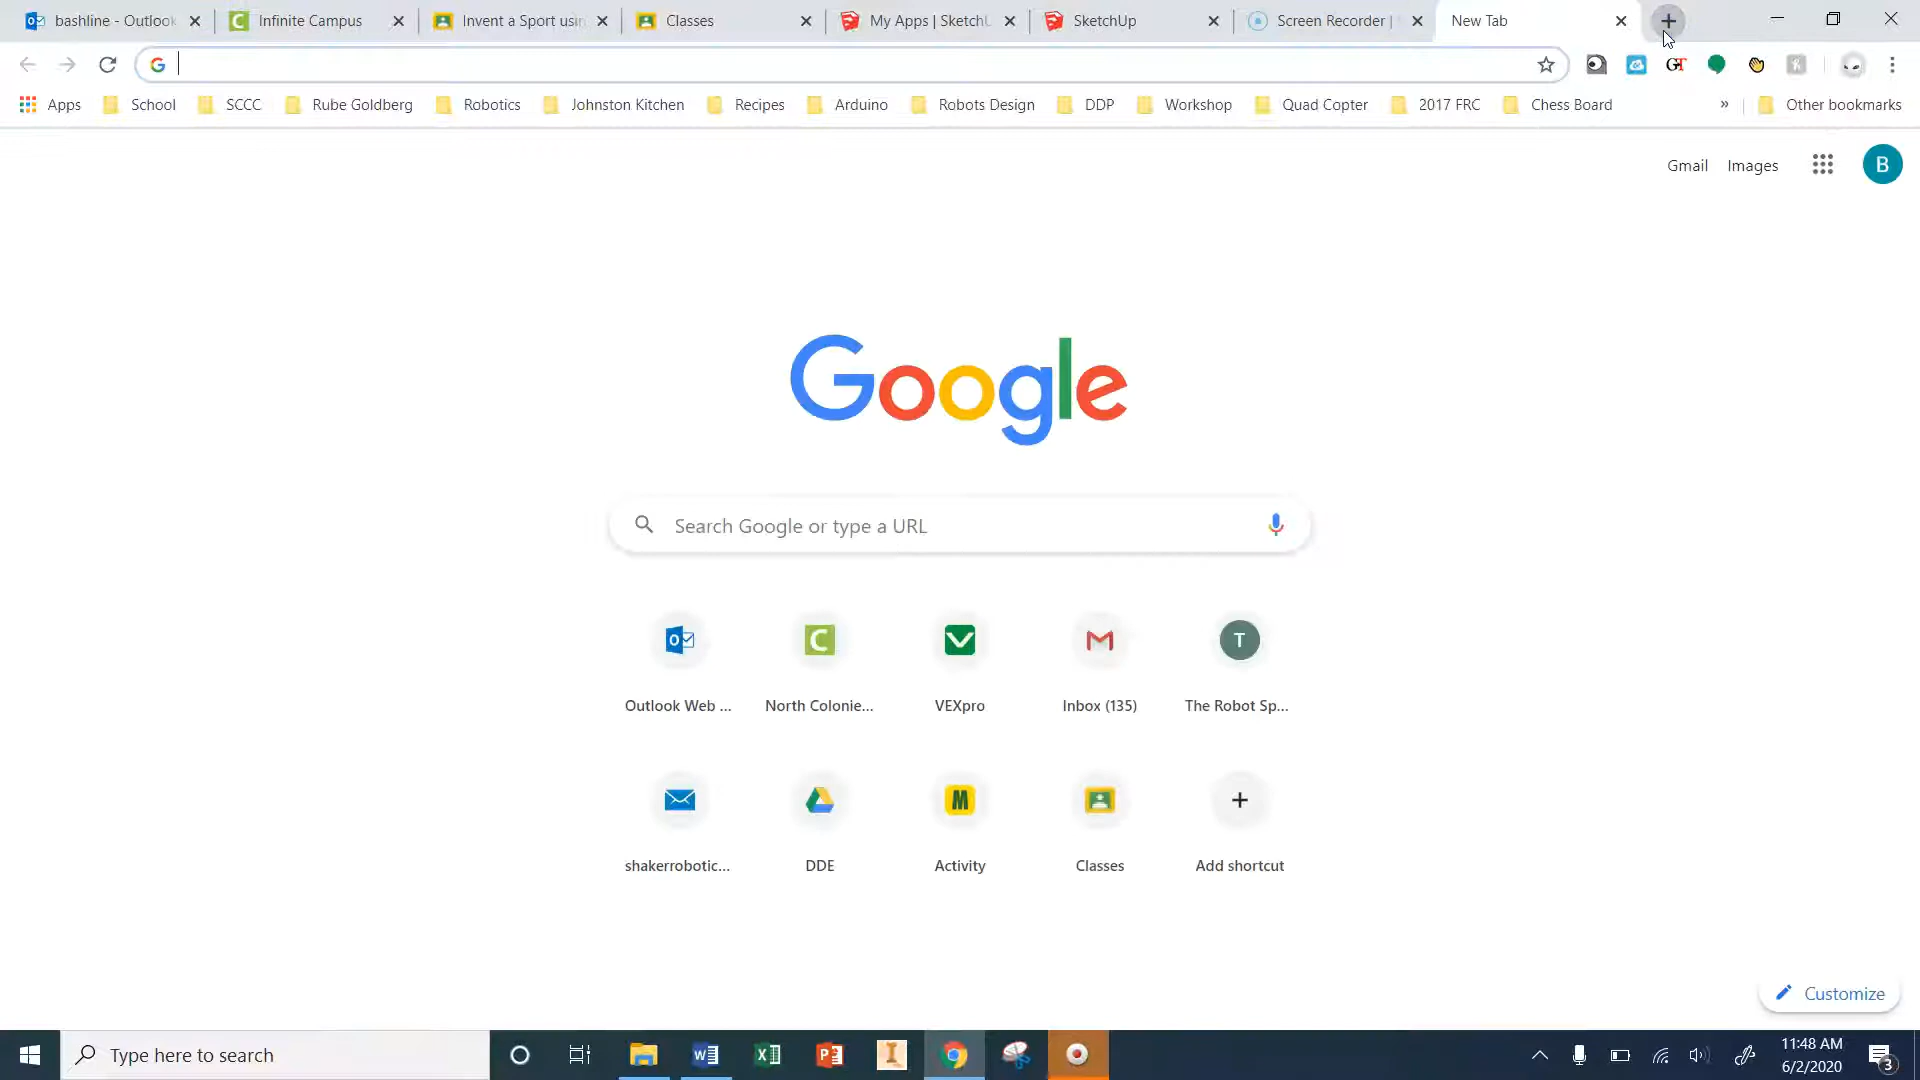 bashline - Outlook
Infinite Campus
Invent a Sport usin
Classes
My Apps | SketchU
SketchUp
Screen Recorder |
New Tab
Apps
School
SCCC
Rube Goldberg
Robotics
Johnston Kitchen
Recipes
Arduino
Robots Design
DDP
Workshop
Quad Copter
2017 FRC
Chess Board
»
Other bookmarks
Gmail
Images
B
Google
Search Google or type a URL
Outlook Web ...
North Colonie...
VEXpro
Inbox (135)
T
The Robot Sp...
shakerrobotic...
DDE
Activity
Classes
Add shortcut
Customize
Type here to search
11:48 AM
6/2/2020
3